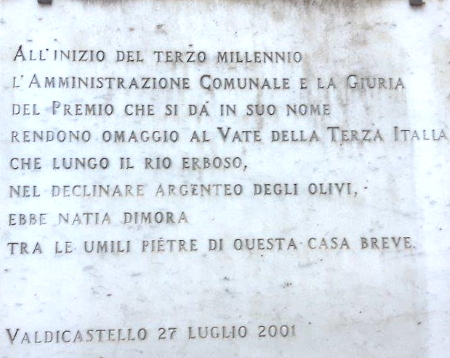 ALL'INIZIO DEL TERZO MILLENNIO
L'AMMINISTRAZIONE COMUNALE E LA GIURIA
DEL PREMIO CHE SI DÀ IN SUO NOME
RENDONO OMAGGIO AL VATE DELLA TERZA ITALIA
CHE LUNGO IL RIO ERBOSO,
NEL DECLINARE ARGENTEO DEGLI OLIVI,
EBBE NATIA DIMORA
TRA LE UMILI PIÉTRE DI QUESTA CASA BREVE.
VALDICASTELLO 27 LUGLIO 2001